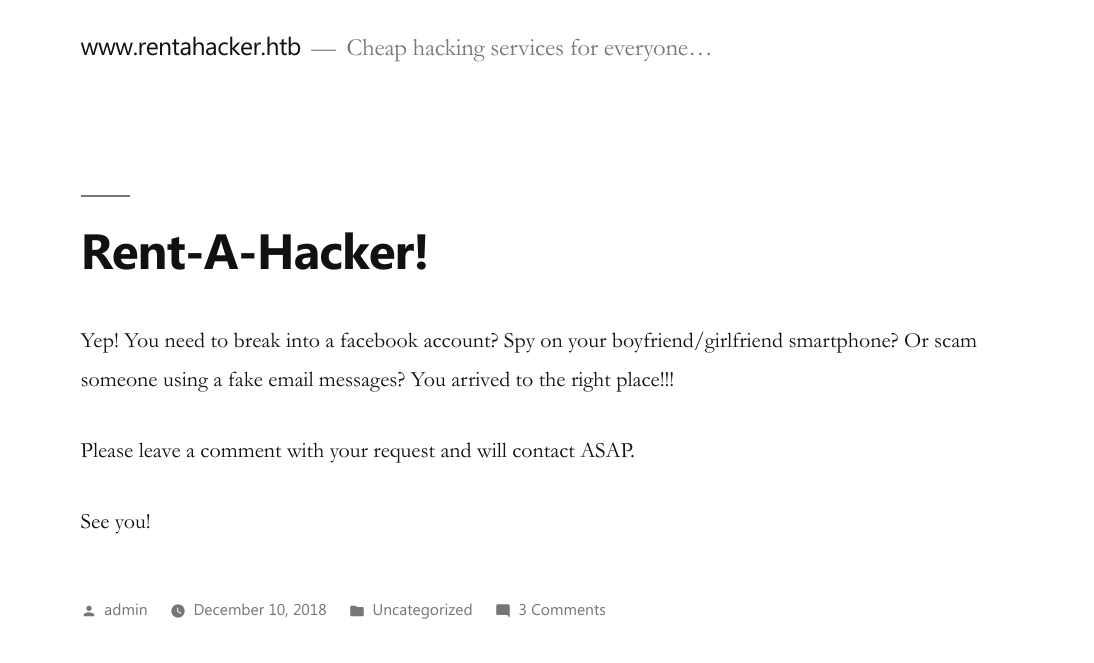 www.rentahacker.htb — Cheap hacking services for everyone…
Rent-A-Hacker!
Yep! You need to break into a facebook account? Spy on your boyfriend/girlfriend smartphone? Or scam
someone using a fake email messages? You arrived to the right place!!!
Please leave a comment with your request and will contact ASAP.
See you!
admin December 10, 2018 Uncategorized 3 Comments